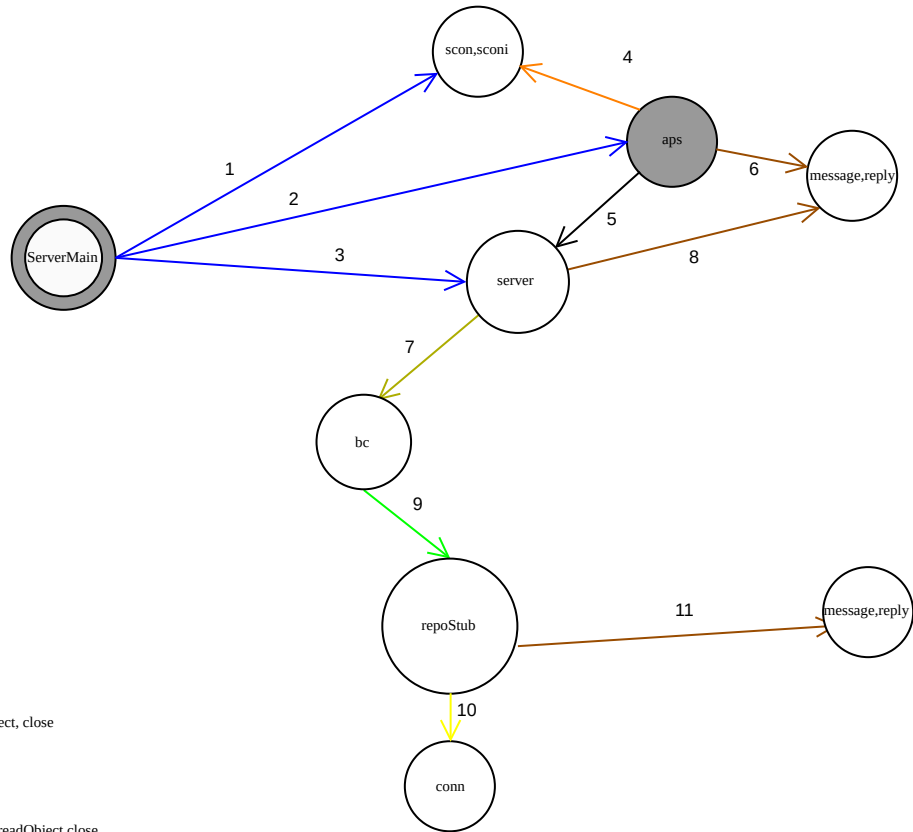 scon,sconi
4
aps
1
6
message,reply
2
5
3
8
ServerMain
server
7
bc
9
11
message,reply
repoStub
10
ect, close
conn
readObject,close